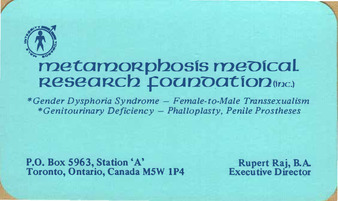 metamorphosis medical
research foundation (inc.)
*Gender Dysphoria Syndrome — Female-to-Male Transsexualism
*Genitourinary Deficiency — Phalloplasty, Penile Prostheses
P.O. Box 5963, Station 'A'
Toronto, Ontario, Canada M5W 1P4
Rupert Raj, B.A.
Executive Director